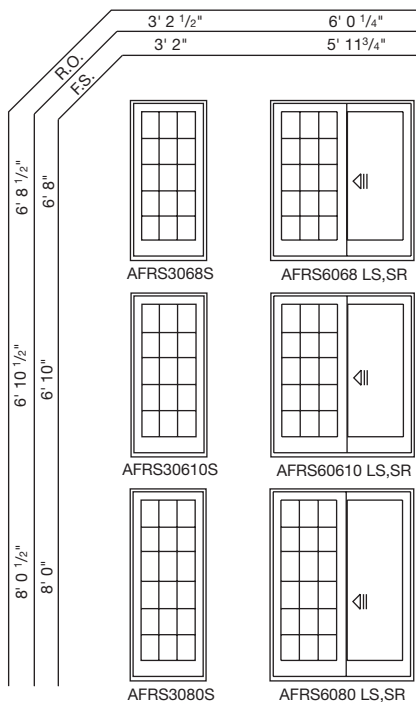 3' 2 1/2" 6' 0 1/4"
R.O.
3' 2" 5' 11 3/4"
F.S.
6' 8 1/2" 6' 8"
AFRS3068S AFRS6068 LS,SR
6' 10 1/2" 6' 10"
AFRS30610S AFRS60610 LS,SR
8' 0 1/2" 8' 0"
AFRS3080S AFRS6080 LS,SR